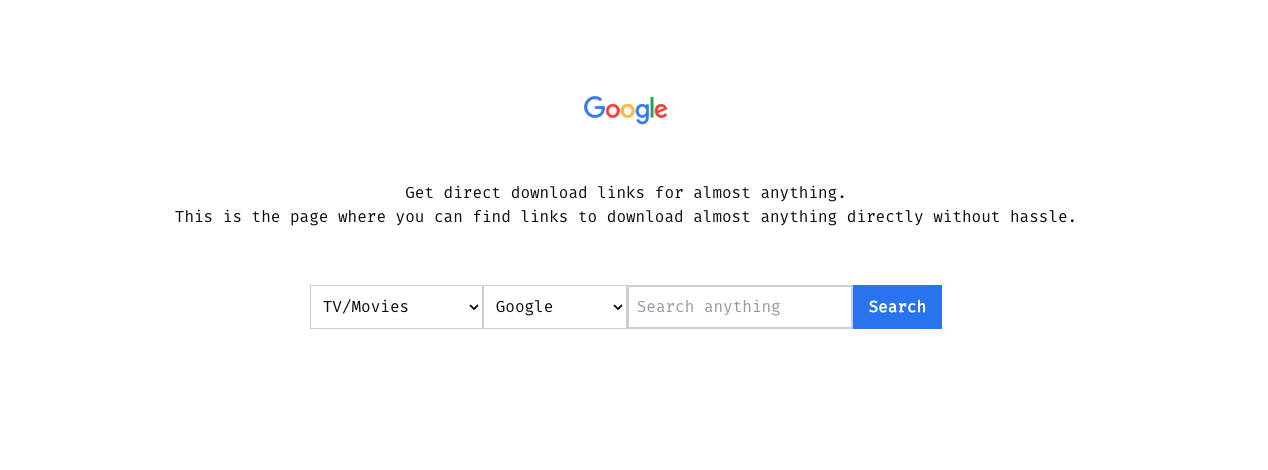 Google
Get direct download links for almost anything.
This is the page where you can find links to download almost anything directly without hassle.
TV/Movies Google Search anything Search